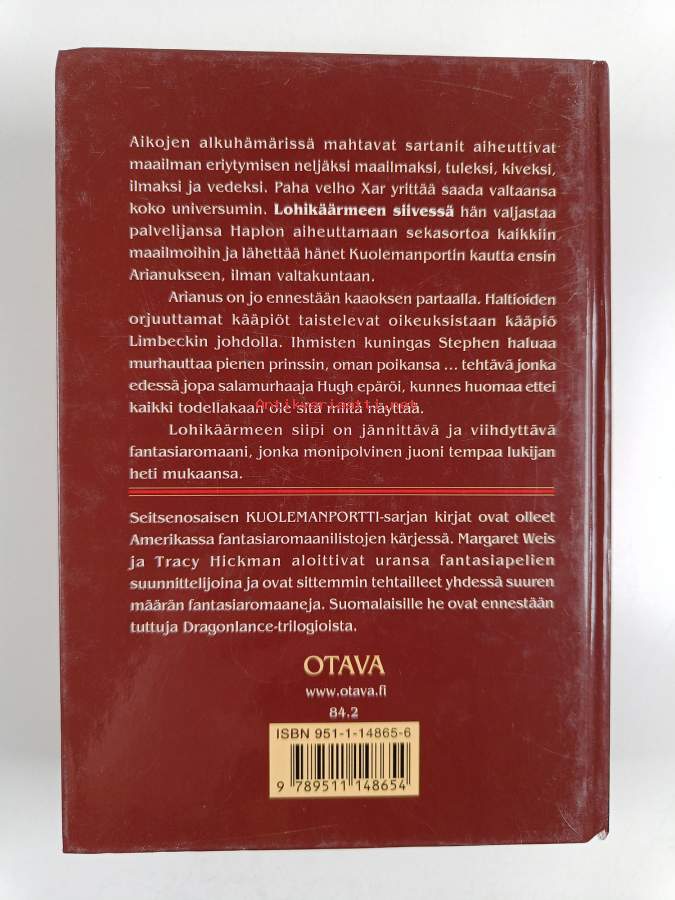 Aikojen alkuhämärissä mahtavat sartanit aiheuttivat
maailman eriytymisen neljäksi maailmaksi, tuleksi, kiveksi,
ilmaksi ja vedeksi. Paha velho Xar yrittää saada valtaansa
koko universumin. Lohikäärmeen siivessä hän valjastaa
palvelijansa Haplon aiheuttamaan sekasortoa kaikkiin
maailmoihin ja lähettää hänet Kuolemanportin kautta ensin
Arianukseen, ilman valtakuntaan.
Arianus on jo ennestään kaaoksen partaalla. Haltioiden
orjuuttamat kääpiöt taistelevat oikeuksistaan kääpiö
Limbeckin johdolla. Ihmisten kuningas Stephen haluaa
murhauttaa pienen prinssin, oman poikansa ... tehtävä jonka
edessä jopa salamurhaaja Hugh epäröi, kunnes huomaa ettei
kaikki todellakaan ole sitä miltä näyttää.
Antikvariaatti.net
Lohikäärmeen siipi on jännittävä ja viihdyttävä
fantasiaromaani, jonka monipolvinen juoni tempaa lukijan
heti mukaansa.
Seitsenosaisen KUOLEMANPORTTI-sarjan kirjat ovat olleet
Amerikassa fantasiaromaanilistojen kärjessä. Margaret Weis
ja Tracy Hickman aloittivat uransa fantasiapelien
suunnittelijoina ja ovat sittemmin tehtailleet yhdessä suuren
määrän fantasiaromaaneja. Suomalaisille he ovat ennestään
tuttuja Dragonlance-trilogioista.
OTAVA
www.otava.fi
84.2
ISBN 951-1-14865-6
9 789511 148654